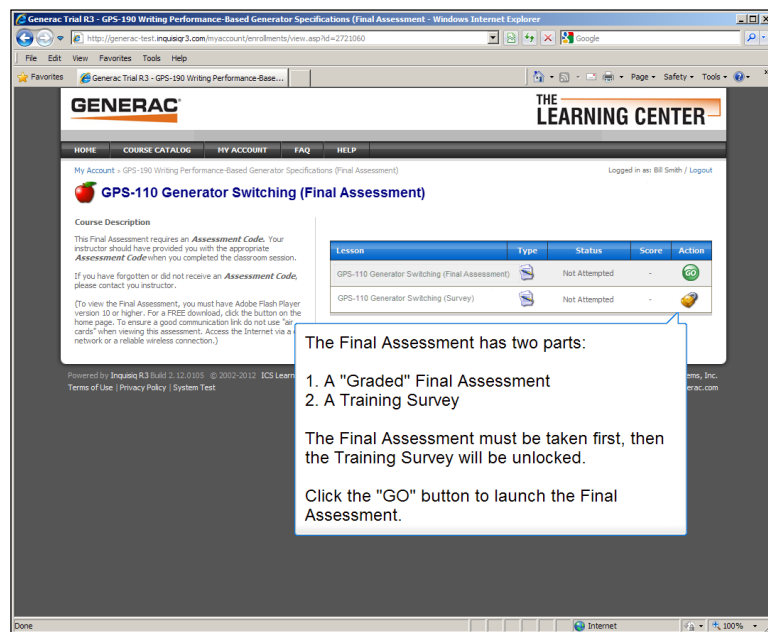 Generac Trial R3 - GPS-190 Writing Performance-Based Generator Specifications (Final Assessment - Windows Internet Explorer
http://generac-test.inquisiqr3.com/myaccount/enrollments/view.asp?id=2721060
Google
File Edit View Favorites Tools Help
Favorites Generac Trial R3 - GPS-190 Writing Performance-Base... Page Safety Tools
GENERAC
THE
LEARNING CENTER
HOME COURSE CATALOG MY ACCOUNT FAQ HELP
My Account > GPS-190 Writing Performance-Based Generator Specifications (Final Assessment) Logged in as: Bill Smith / Logout
GPS-110 Generator Switching (Final Assessment)
Course Description
This Final Assessment requires an Assessment Code. Your
instructor should have provided you with the appropriate
Assessment Code when you completed the classroom session.
If you have forgotten or did not receive an Assessment Code,
please contact you instructor.
(To view the Final Assessment, you must have Adobe Flash Player
version 10 or higher. For a FREE download, click the button on the
home page. To ensure a good communication link do not use "air
cards" when viewing this assessment. Access the Internet via a
network or a reliable wireless connection.)
Lesson Type Status Score Action
GPS-110 Generator Switching (Final Assessment) Not Attempted - GO
GPS-110 Generator Switching (Survey) Not Attempted -
The Final Assessment has two parts:
1. A "Graded" Final Assessment
2. A Training Survey
The Final Assessment must be taken first, then
the Training Survey will be unlocked.
Click the "GO" button to launch the Final
Assessment.
Powered by Inquisiq R3 Build 2.12.0105 © 2002-2012 ICS Learn ems, Inc.
Terms of Use | Privacy Policy | System Test erac.com
Done Internet 100%